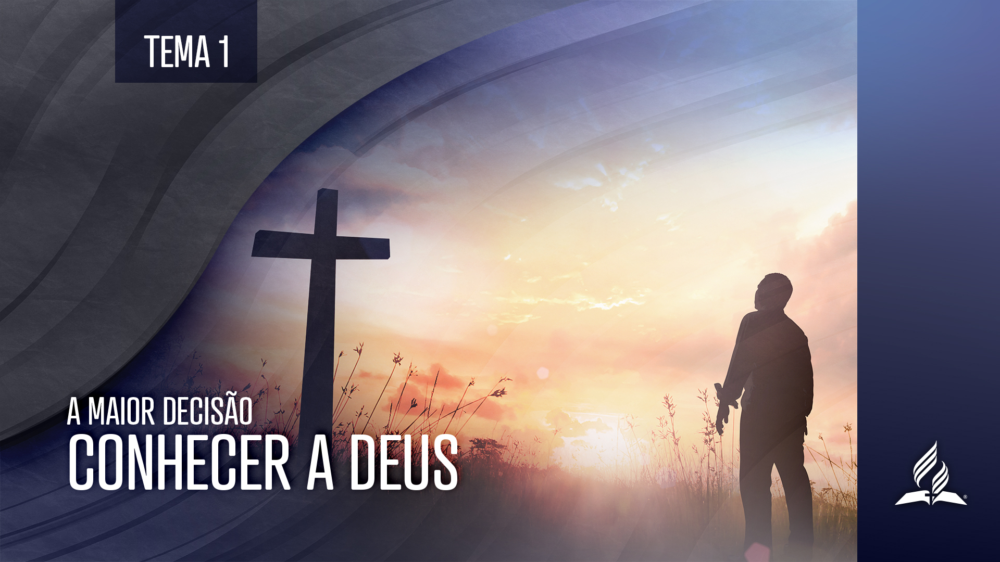 TEMA 1
A MAIOR DECISÃO
CONHECER A DEUS
®